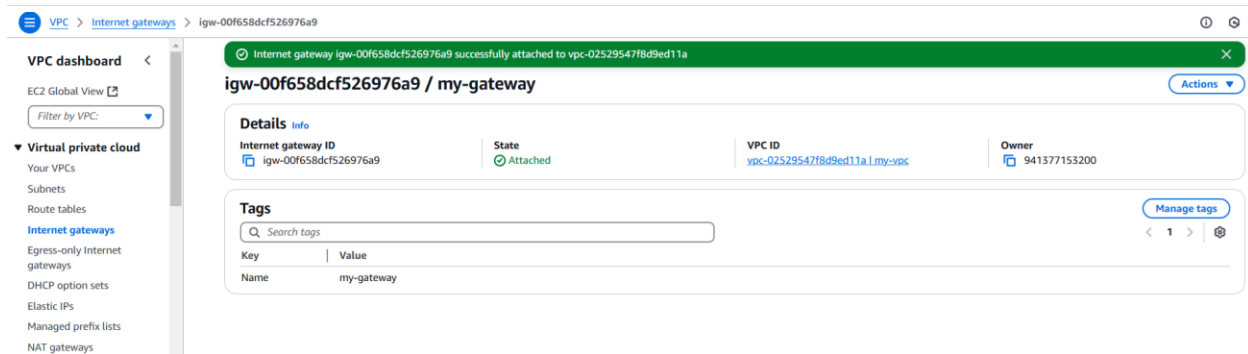 VPC > Internet gateways > igw-00f658dcf526976a9
VPC dashboard
EC2 Global View
Filter by VPC:
Virtual private cloud
Your VPCs
Subnets
Route tables
Internet gateways
Egress-only Internet
gateways
DHCP option sets
Elastic IPs
Managed prefix lists
NAT gateways
Internet gateway igw-00f658dcf526976a9 successfully attached to vpc-02529547f8d9ed11a
igw-00f658dcf526976a9 / my-gateway
Actions
Details Info
Internet gateway ID State VPC ID Owner
igw-00f658dcf526976a9 Attached vpc-02529547f8d9ed11a | my-vpc 941377153200
Tags Manage tags
Search tags < 1 >
Key Value
Name my-gateway